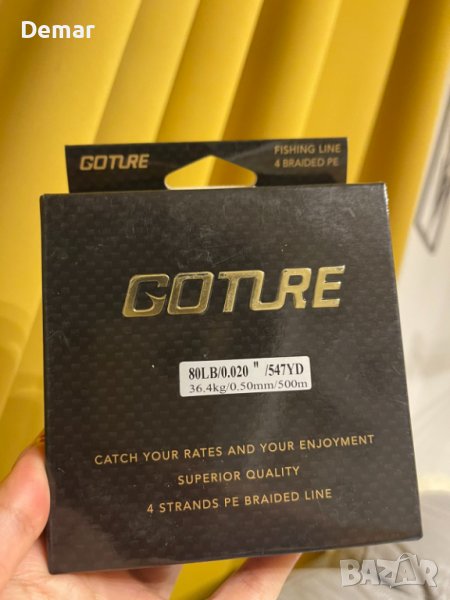 Demar
GOTURE
FISHING LINE
4 BRAIDED PE
GOTURE
80LB/0.020 " /547YD
36.4kg/0.50mm/500m
CATCH YOUR RATES AND YOUR ENJOYMENT
SUPERIOR QUALITY
4 STRANDS PE BRAIDED LINE
BAZAR